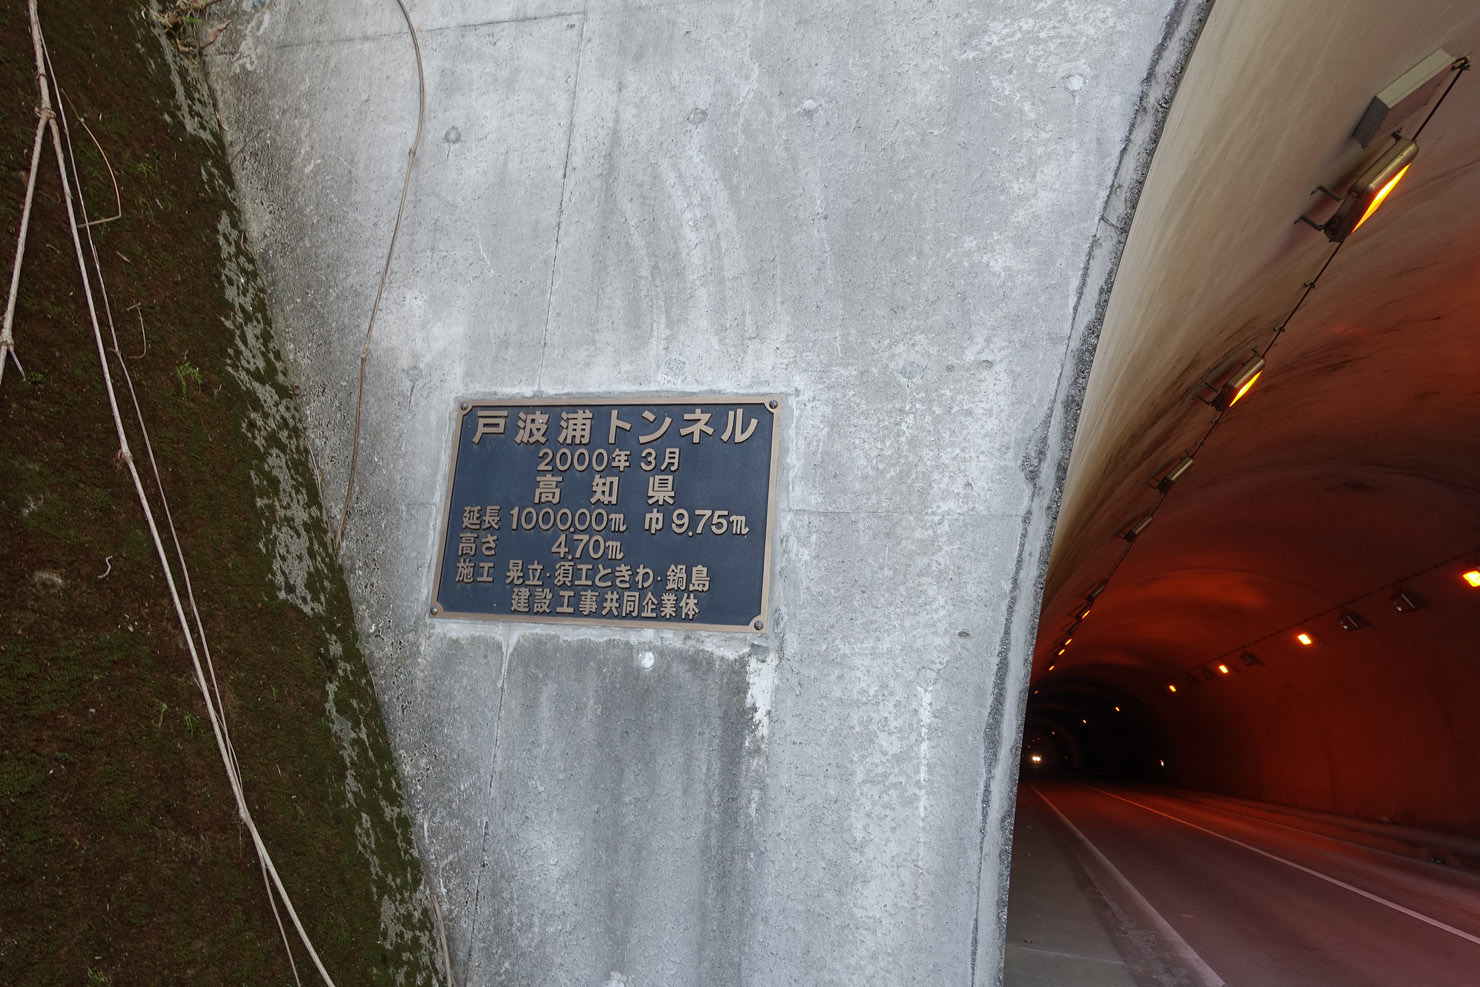 戸波浦トンネル
2000年3月
高知県
延長 1000.00m 巾 9.75m
高さ 4.70m
施工 晃立・須工ときわ・鍋島
建設工事共同企業体